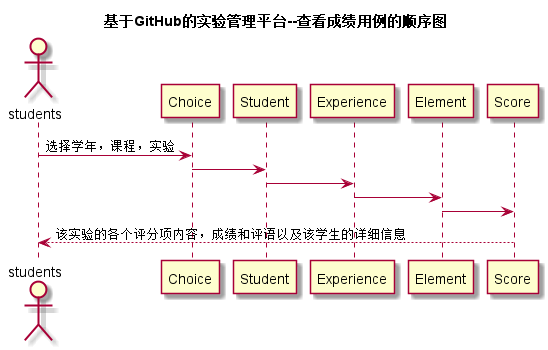 基于GitHub的实验管理平台--查看成绩用例的顺序图
students
Choice
Student
Experience
Element
Score
选择学年，课程，实验
该实验的各个评分项内容，成绩和评语以及该学生的详细信息
students
Choice
Student
Experience
Element
Score